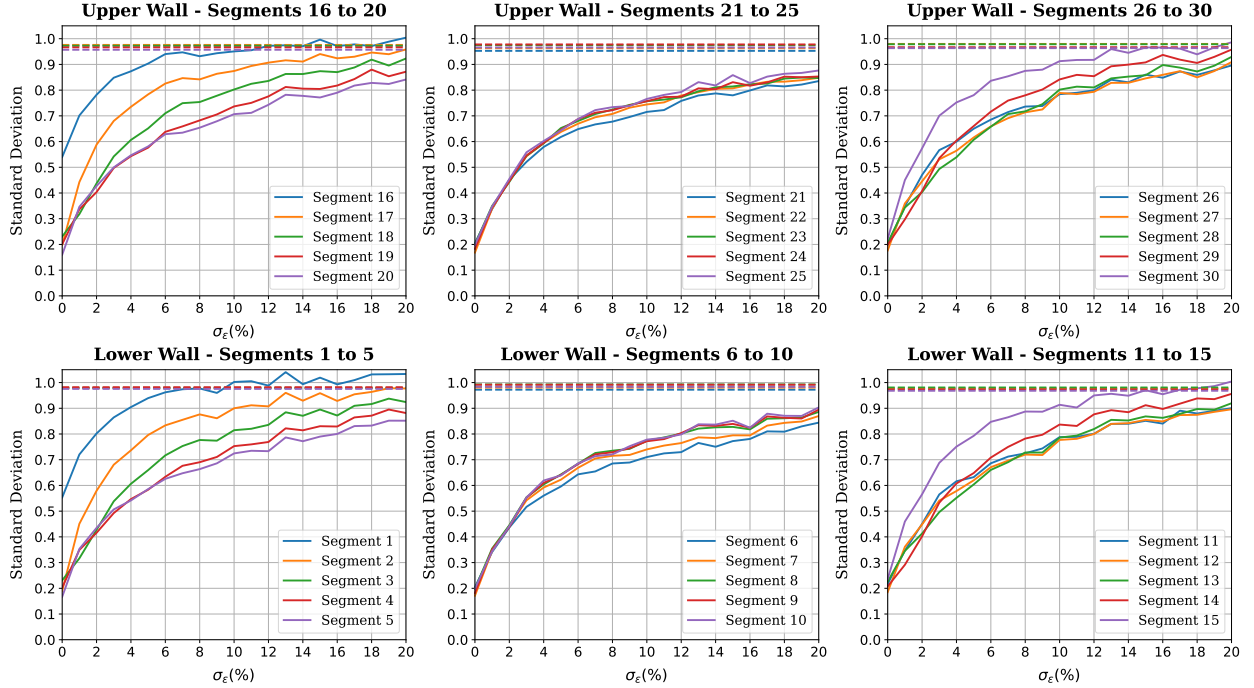 Upper Wall - Segments 16 to 20
Standard Deviation
1.0
0.9
0.8
0.7
0.6
0.5
0.4
0.3
0.2
0.1
0.0
Segment 16
Segment 17
Segment 18
Segment 19
Segment 20
0 2 4 6 8 10 12 14 16 18 20
σε(%)
Upper Wall - Segments 21 to 25
Standard Deviation
1.0
0.9
0.8
0.7
0.6
0.5
0.4
0.3
0.2
0.1
0.0
Segment 21
Segment 22
Segment 23
Segment 24
Segment 25
0 2 4 6 8 10 12 14 16 18 20
σε(%)
Upper Wall - Segments 26 to 30
Standard Deviation
1.0
0.9
0.8
0.7
0.6
0.5
0.4
0.3
0.2
0.1
0.0
Segment 26
Segment 27
Segment 28
Segment 29
Segment 30
0 2 4 6 8 10 12 14 16 18 20
σε(%)
Lower Wall - Segments 1 to 5
Standard Deviation
1.0
0.9
0.8
0.7
0.6
0.5
0.4
0.3
0.2
0.1
0.0
Segment 1
Segment 2
Segment 3
Segment 4
Segment 5
0 2 4 6 8 10 12 14 16 18 20
σε(%)
Lower Wall - Segments 6 to 10
Standard Deviation
1.0
0.9
0.8
0.7
0.6
0.5
0.4
0.3
0.2
0.1
0.0
Segment 6
Segment 7
Segment 8
Segment 9
Segment 10
0 2 4 6 8 10 12 14 16 18 20
σε(%)
Lower Wall - Segments 11 to 15
Standard Deviation
1.0
0.9
0.8
0.7
0.6
0.5
0.4
0.3
0.2
0.1
0.0
Segment 11
Segment 12
Segment 13
Segment 14
Segment 15
0 2 4 6 8 10 12 14 16 18 20
σε(%)